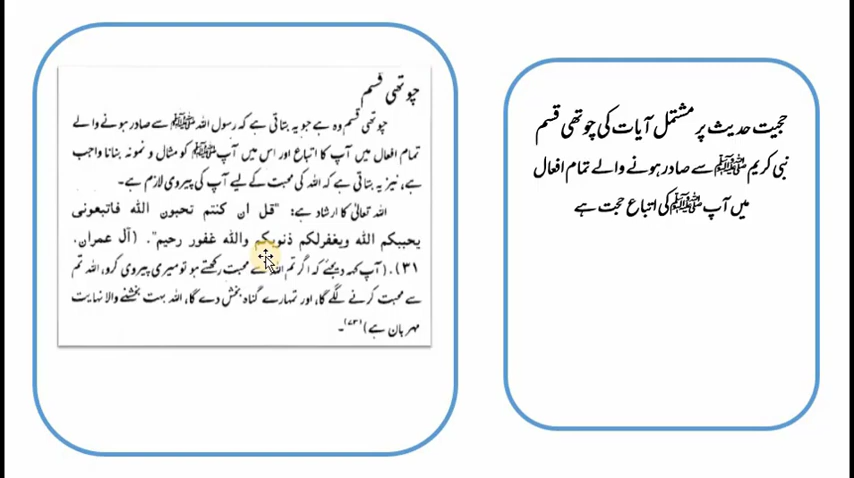 حجیت حدیث پر مشتمل آیات کی چوتھی قسم
نبی کریم ﷺ سے صادر ہونے والے تمام افعال
میں آپ ﷺ کی اتباع حجت ہے
چوتھی قسم
چوتھی قسم وہ ہے جو یہ بتاتی ہے کہ رسول اللہ ﷺ سے صادر ہونے والے
تمام افعال میں آپ کا اتباع اور اس میں آپ ﷺ کو مثال و نمونہ بنانا واجب
ہے، نیز یہ بتاتی ہے کہ اللہ کی محبت کے لیے آپ کی پیروی لازم ہے۔
اللہ تعالیٰ کا ارشاد ہے: "قل ان کنتم تحبون اللہ فاتبعونی
یحببکم اللہ ویغفرلکم ذنوبکم واللہ غفور رحیم"۔ (آل عمران۔
۳۱)۔ (آپ کہہ دیجئے کہ اگر تم اللہ سے محبت رکھتے ہو تو میری پیروی کرو، اللہ تم
سے محبت کرنے لگے گا، اور تمہارے گناہ بخش دے گا، اللہ بہت بخشنے والا نہایت
مہربان ہے)(۷۳)۔